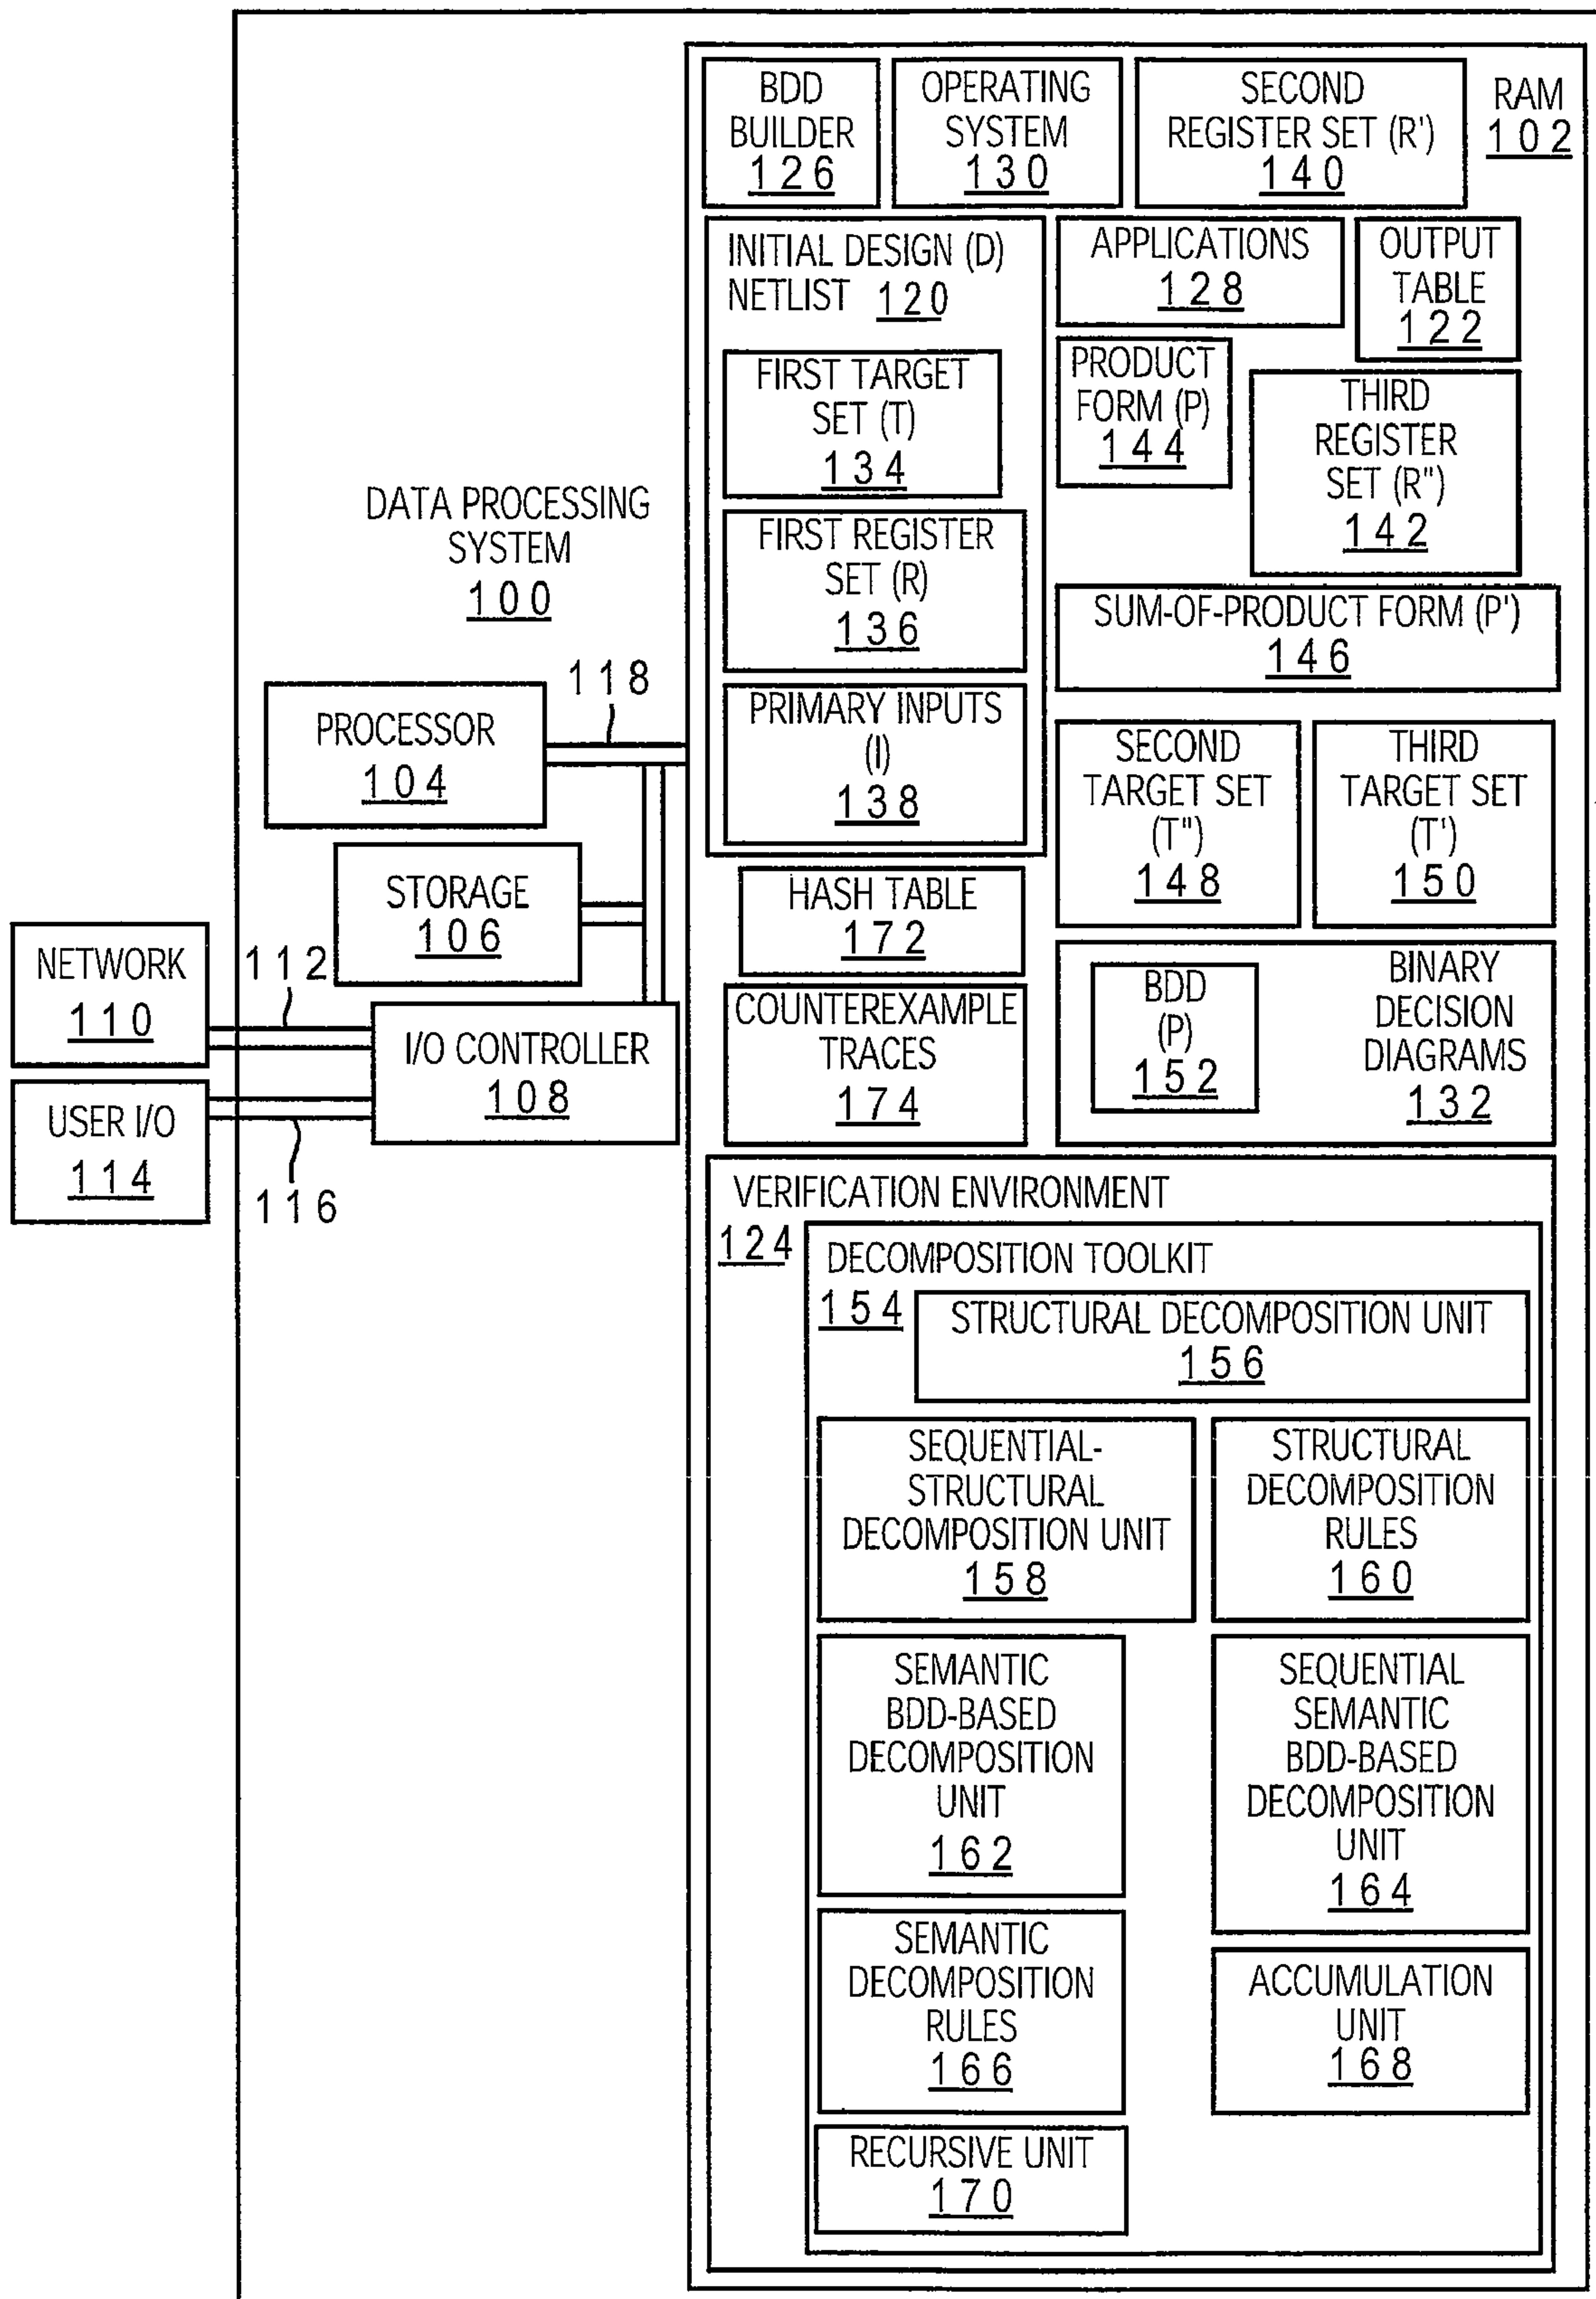 BDD
BUILDER
126
OPERATING
SYSTEM
130
SECOND
REGISTER SET (R')
140
RAM
102
INITIAL DESIGN (D)
NETLIST 120
APPLICATIONS
128
OUTPUT
TABLE
122
FIRST TARGET
SET (T)
134
PRODUCT
FORM (P)
144
THIRD
REGISTER
SET (R")
142
DATA PROCESSING
SYSTEM
100
FIRST REGISTER
SET (R)
136
SUM-OF-PRODUCT FORM (P')
146
118
PROCESSOR
104
PRIMARY INPUTS
(I)
138
SECOND
TARGET SET
(T")
148
THIRD
TARGET SET
(T')
150
STORAGE
106
HASH TABLE
172
NETWORK
110
112
I/O CONTROLLER
108
COUNTEREXAMPLE
TRACES
174
BDD
(P)
152
BINARY
DECISION
DIAGRAMS
132
USER I/O
114
116
VERIFICATION ENVIRONMENT
124
DECOMPOSITION TOOLKIT
154
STRUCTURAL DECOMPOSITION UNIT
156
SEQUENTIAL-
STRUCTURAL
DECOMPOSITION UNIT
158
STRUCTURAL
DECOMPOSITION
RULES
160
SEMANTIC
BDD-BASED
DECOMPOSITION
UNIT
162
SEQUENTIAL
SEMANTIC
BDD-BASED
DECOMPOSITION
UNIT
164
SEMANTIC
DECOMPOSITION
RULES
166
ACCUMULATION
UNIT
168
RECURSIVE UNIT
170